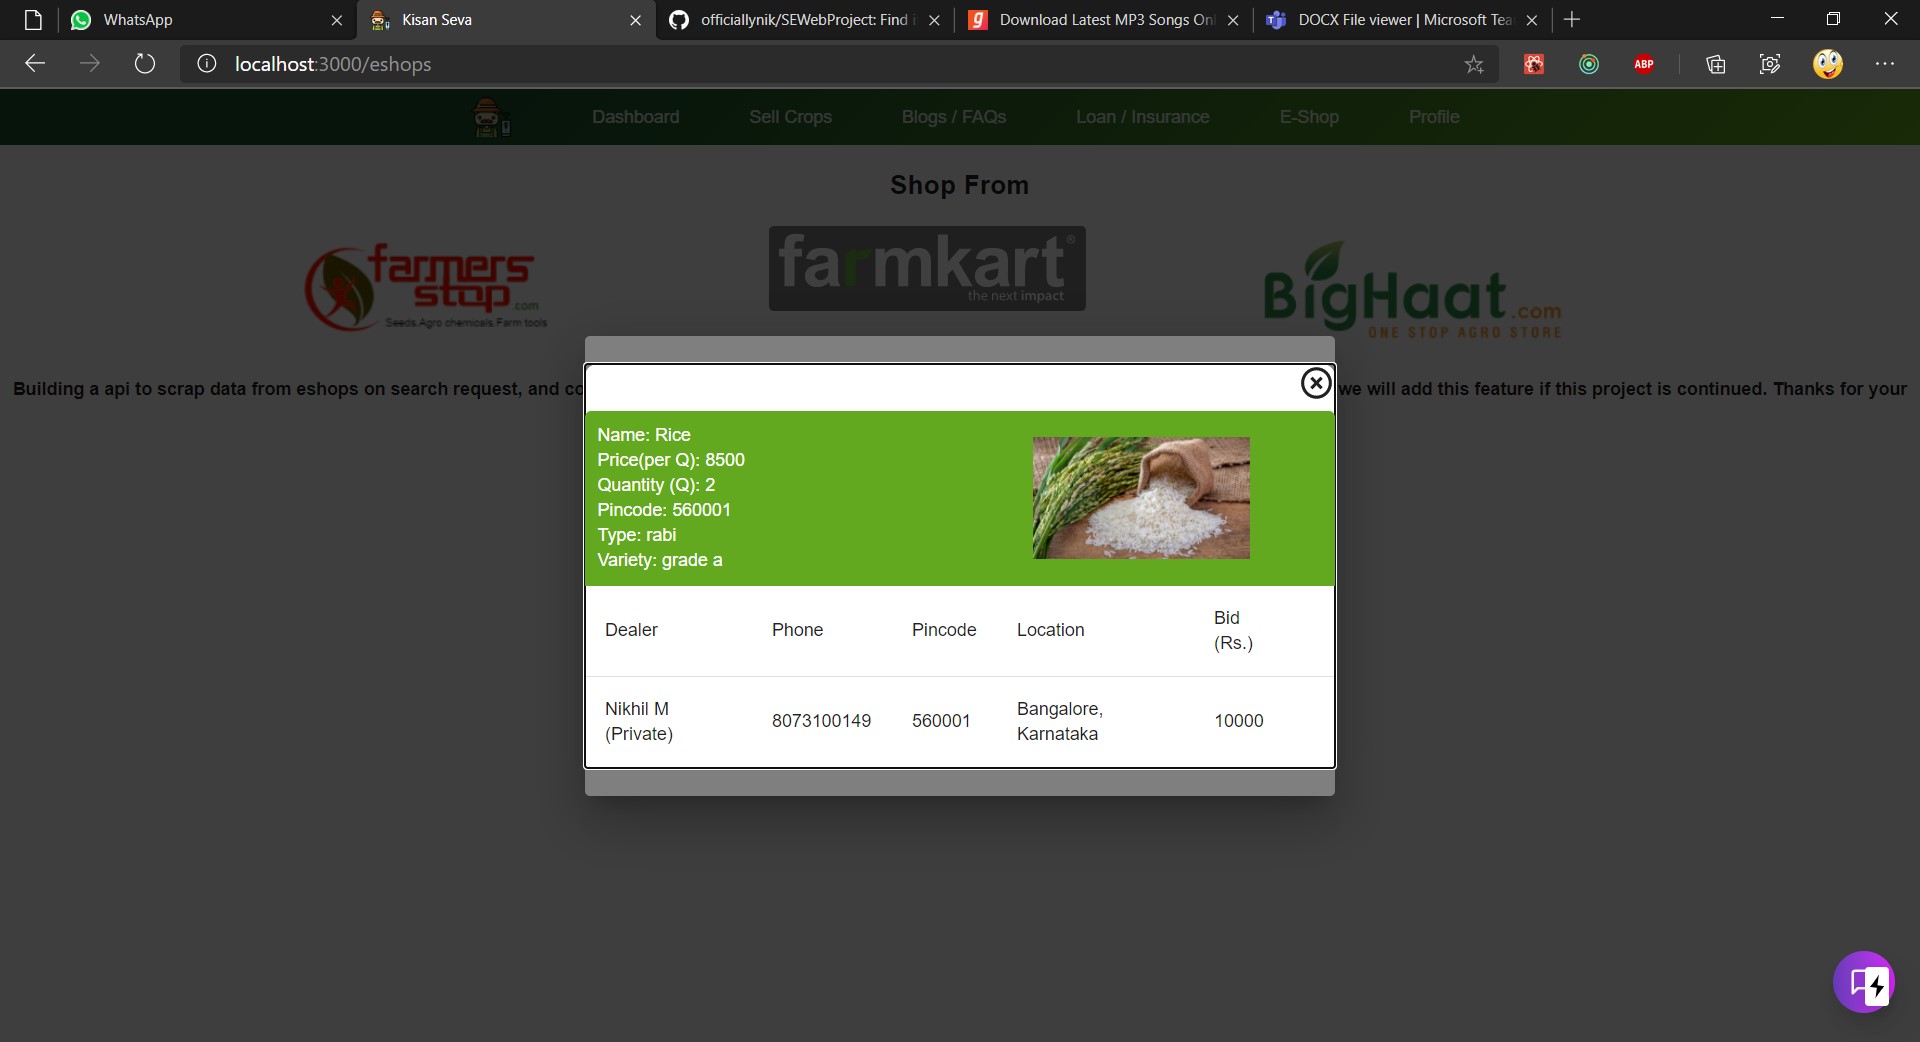 WhatsApp
Kisan Seva
officiallynik/SEWebProject: Find i
Download Latest MP3 Songs Onl
DOCX File viewer | Microsoft Tea
localhost:3000/eshops
ABP
Dashboard
Sell Crops
Blogs / FAQs
Loan / Insurance
E-Shop
Profile
Shop From
farmers stop.com
Seeds.Agro chemicals.Farm tools
farmkart®
the next impact
BigHaat.com
ONE STOP AGRO STORE
Building a api to scrap data from eshops on search request, and co
we will add this feature if this project is continued. Thanks for your
Name: Rice
Price(per Q): 8500
Quantity (Q): 2
Pincode: 560001
Type: rabi
Variety: grade a
Dealer Phone Pincode Location Bid (Rs.)
Nikhil M (Private) 8073100149 560001 Bangalore, Karnataka 10000